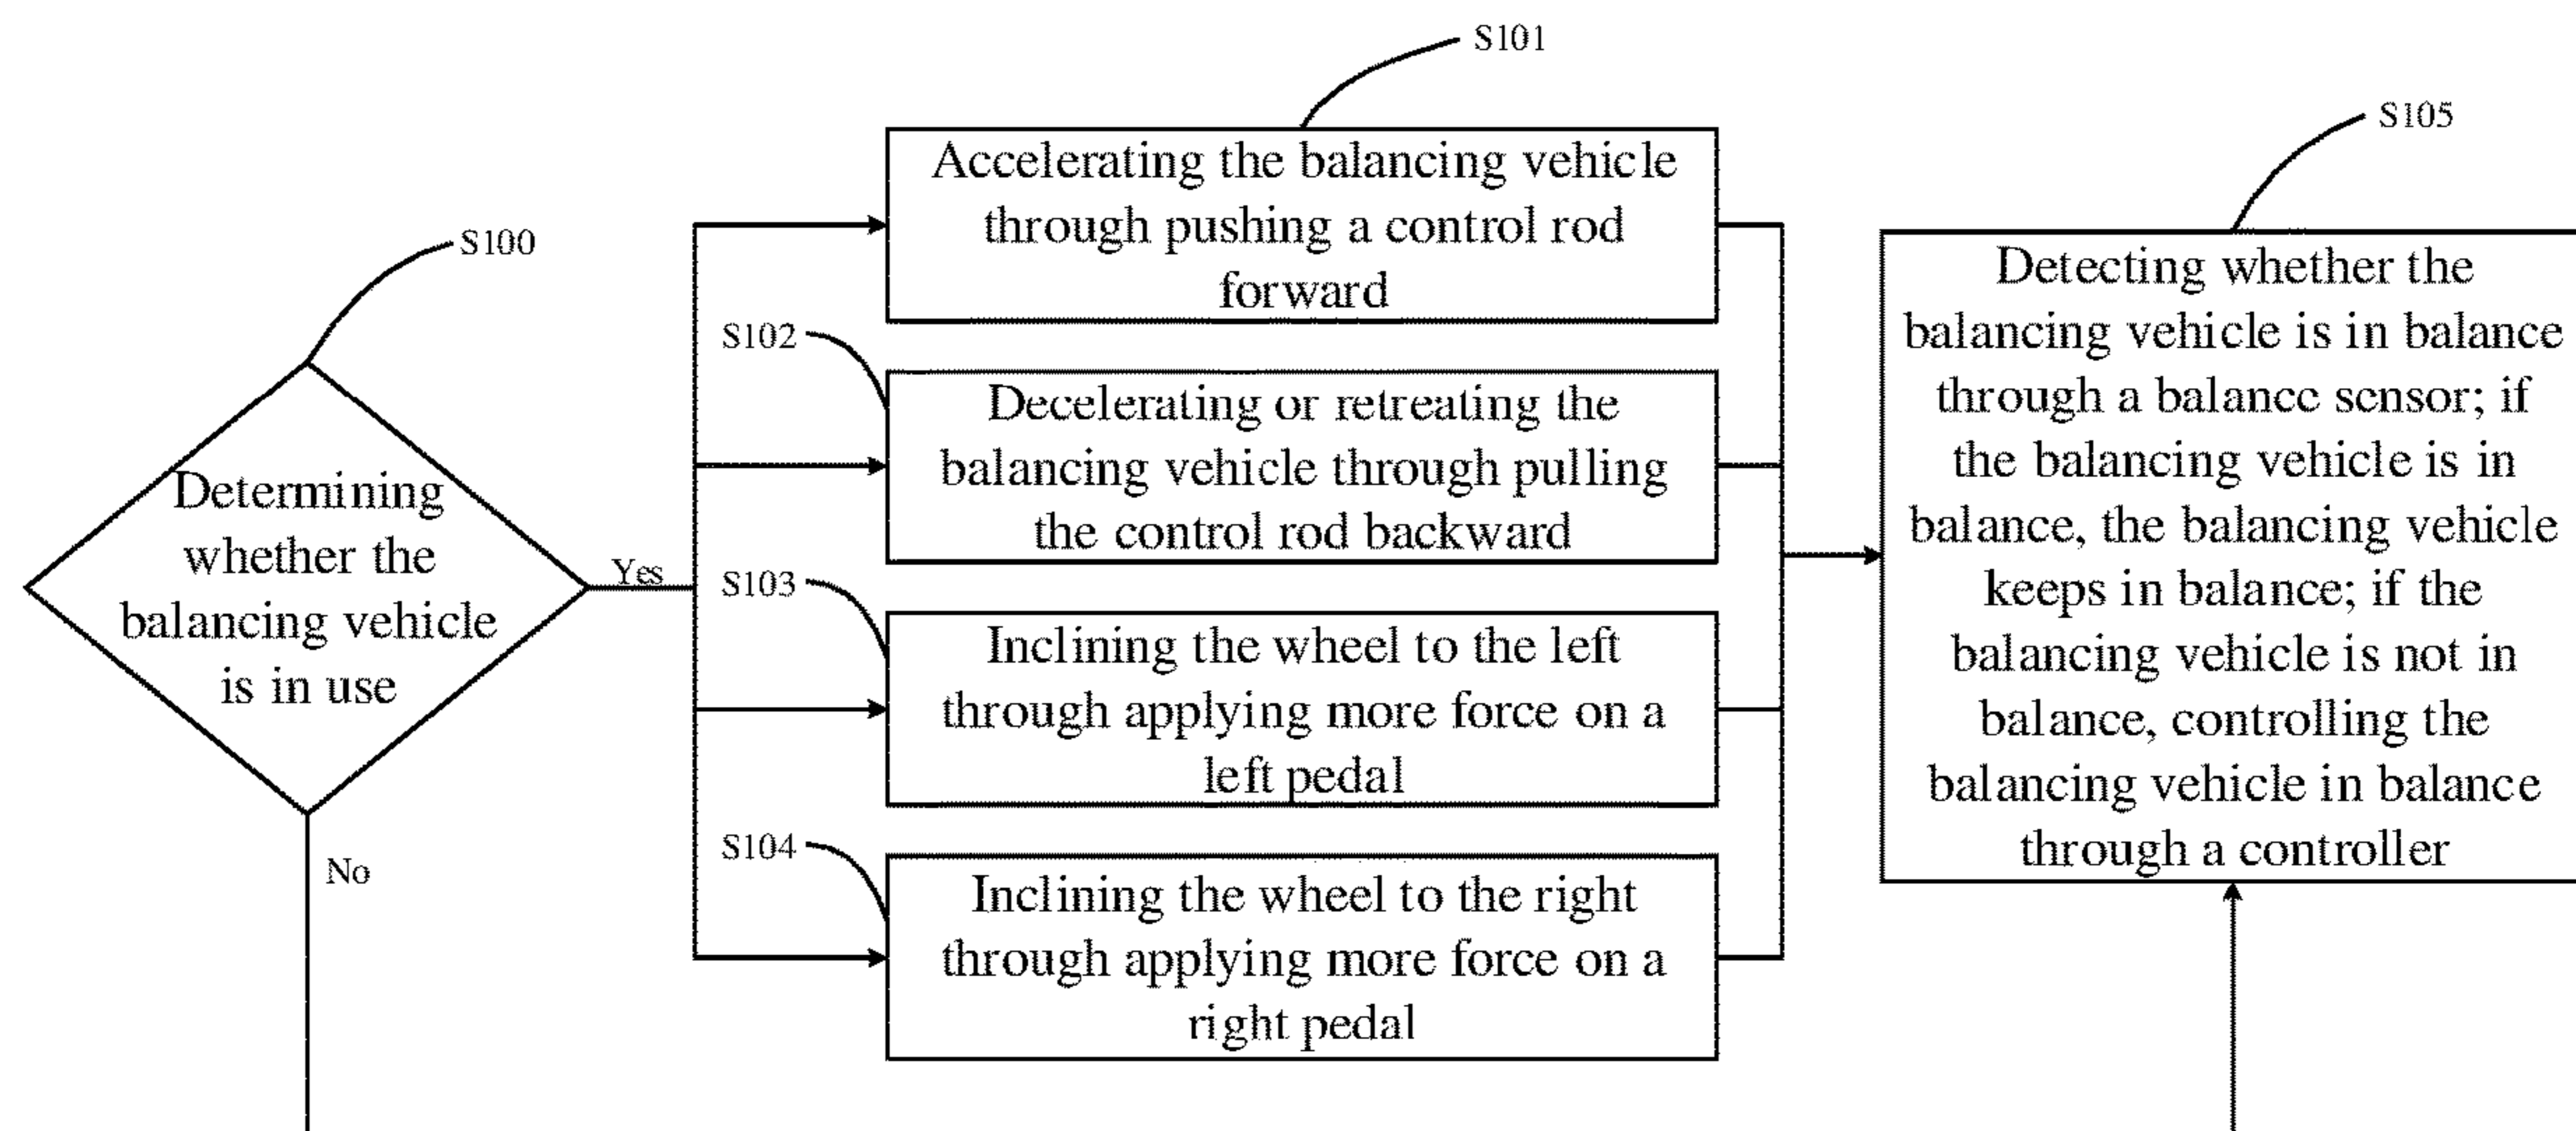 S100
Determining
whether the
balancing vehicle
is in use
Yes
No
S101
Accelerating the balancing vehicle
through pushing a control rod
forward
S102
Decelerating or retreating the
balancing vehicle through pulling
the control rod backward
S103
Inclining the wheel to the left
through applying more force on a
left pedal
S104
Inclining the wheel to the right
through applying more force on a
right pedal
S105
Detecting whether the
balancing vehicle is in balance
through a balance sensor; if
the balancing vehicle is in
balance, the balancing vehicle
keeps in balance; if the
balancing vehicle is not in
balance, controlling the
balancing vehicle in balance
through a controller